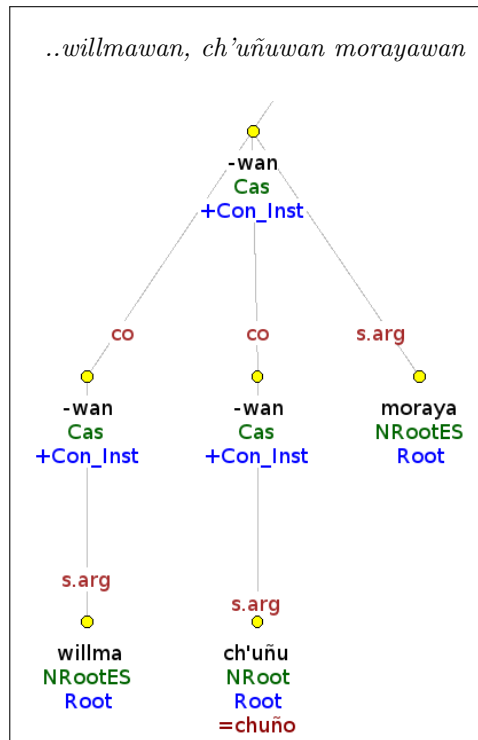 ..willmawan, ch'uñuwan morayawan
-wan
Cas
+Con_Inst
co co s.arg
-wan -wan moraya
Cas Cas NRootES
+Con_Inst +Con_Inst Root
s.arg s.arg
willma ch'uñu
NRootES NRoot
Root Root
=chuño